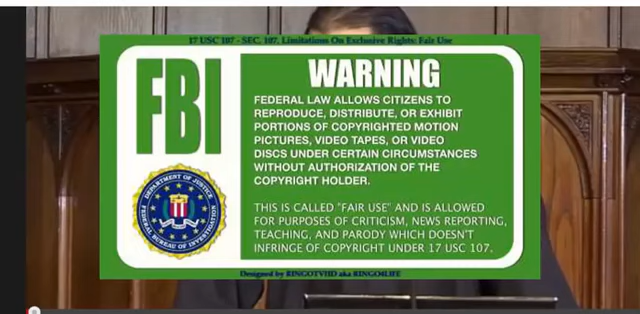 17 USC 107 - SEC. 107. Limitations On Exclusive Rights: Fair Use
FBI
WARNING
FEDERAL LAW ALLOWS CITIZENS TO
REPRODUCE, DISTRIBUTE, OR EXHIBIT
PORTIONS OF COPYRIGHTED MOTION
PICTURES, VIDEO TAPES, OR VIDEO
DISCS UNDER CERTAIN CIRCUMSTANCES
WITHOUT AUTHORIZATION OF THE
COPYRIGHT HOLDER.
THIS IS CALLED "FAIR USE" AND IS ALLOWED
FOR PURPOSES OF CRITICISM, NEWS REPORTING,
TEACHING, AND PARODY WHICH DOESN'T
INFRINGE OF COPYRIGHT UNDER 17 USC 107.
DEPARTMENT OF JUSTICE
FEDERAL BUREAU OF INVESTIGATION
Designed by RINGOTVHD aka RINGO4LIFE